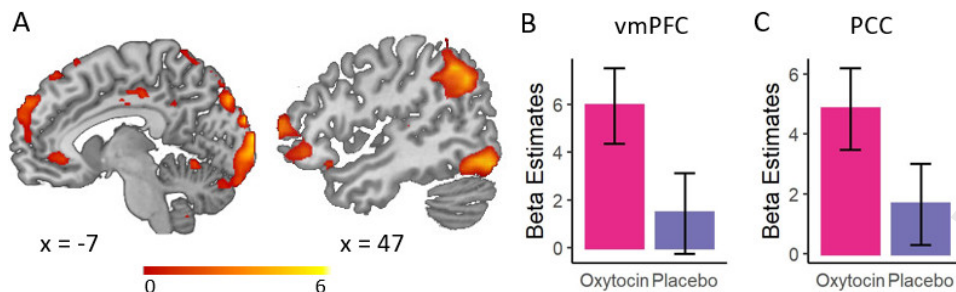 A
x = -7
x = 47
0
6
B
vmPFC
Beta Estimates
6
4
2
0
Oxytocin Placebo
C
PCC
Beta Estimates
6
4
2
0
Oxytocin Placebo